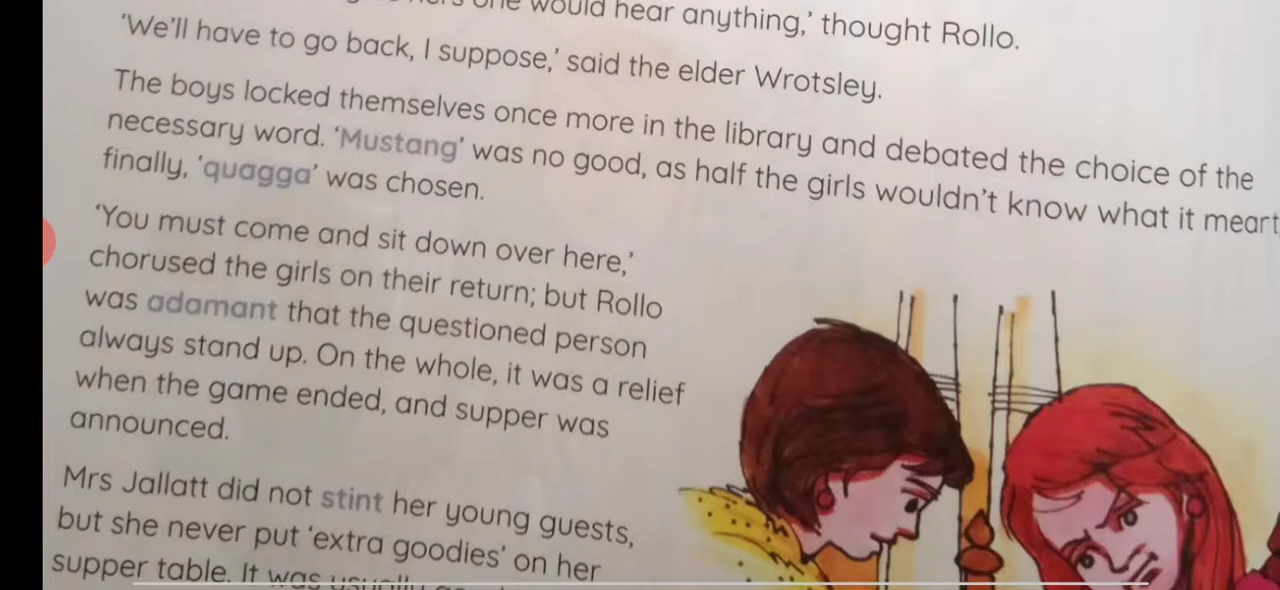 one would hear anything,’ thought Rollo.
‘We’ll have to go back, I suppose,’ said the elder Wrotsley.
The boys locked themselves once more in the library and debated the choice of the
necessary word. ‘Mustang’ was no good, as half the girls wouldn’t know what it meant
finally, ‘quagga’ was chosen.
‘You must come and sit down over here,’
chorused the girls on their return; but Rollo
was adamant that the questioned person
always stand up. On the whole, it was a relief
when the game ended, and supper was
announced.
Mrs Jallatt did not stint her young guests,
but she never put ‘extra goodies’ on her
supper table. It was usually